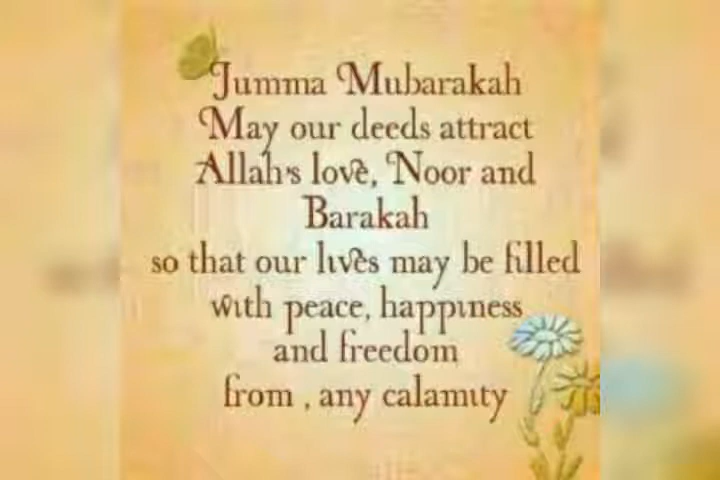 Jumma Mubarakah
May our deeds attract
Allah's love, Noor and
Barakah
so that our lives may be filled
with peace, happiness
and freedom
from , any calamity